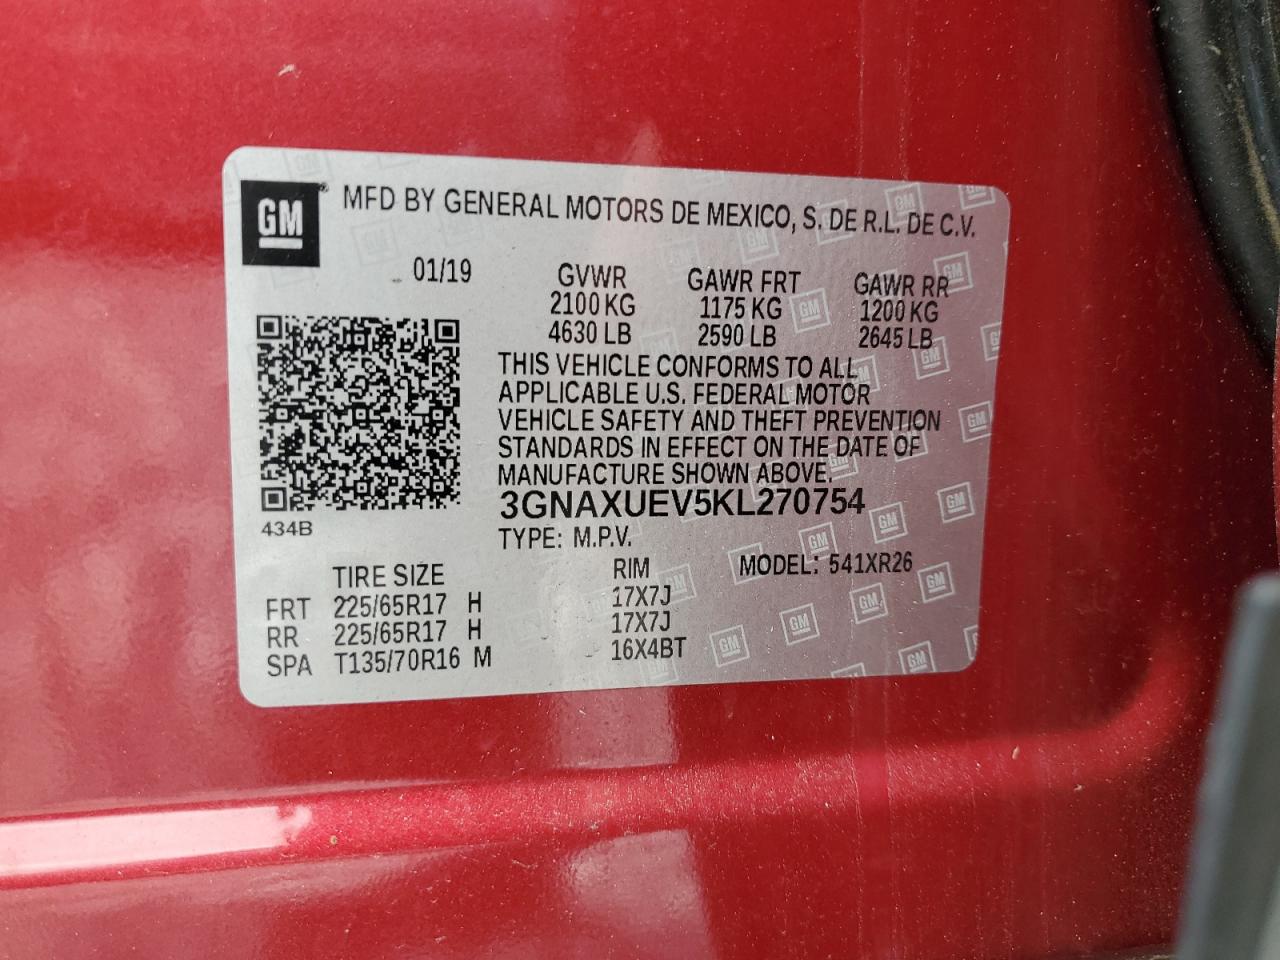 GM MFD BY GENERAL MOTORS DE MEXICO, S. DE R.L. DE C.V.
01/19 GVWR GAWR FRT GAWR RR
2100 KG 1175 KG 1200 KG
4630 LB 2590 LB 2645 LB
THIS VEHICLE CONFORMS TO ALL
APPLICABLE U.S. FEDERAL MOTOR
VEHICLE SAFETY AND THEFT PREVENTION
STANDARDS IN EFFECT ON THE DATE OF
MANUFACTURE SHOWN ABOVE.
3GNAXUEV5KL270754
434B
TYPE: M.P.V.
TIRE SIZE RIM MODEL: 541XR26
FRT 225/65R17 H 17X7J
RR 225/65R17 H 17X7J
SPA T135/70R16 M 16X4BT